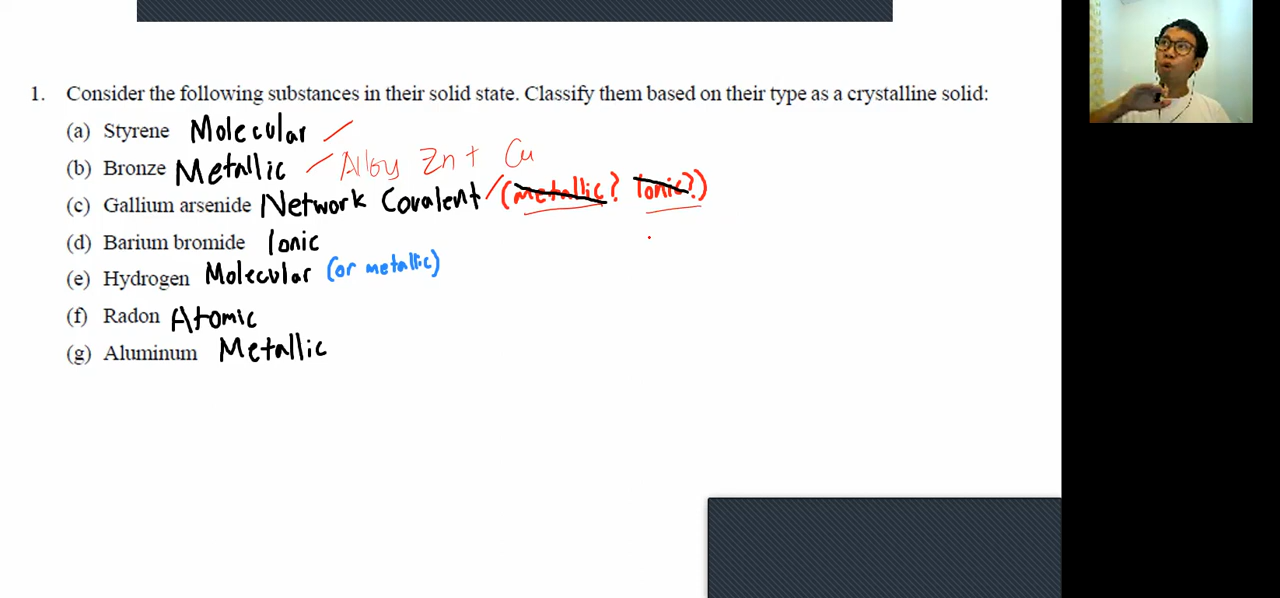 1. Consider the following substances in their solid state. Classify them based on their type as a crystalline solid:
(a) Styrene Molecular
(b) Bronze Metallic Alloy Zn + Cu
(c) Gallium arsenide Network Covalent (metallic? Ionic?)
(d) Barium bromide Ionic
(e) Hydrogen Molecular (or metallic)
(f) Radon Atomic
(g) Aluminum Metallic